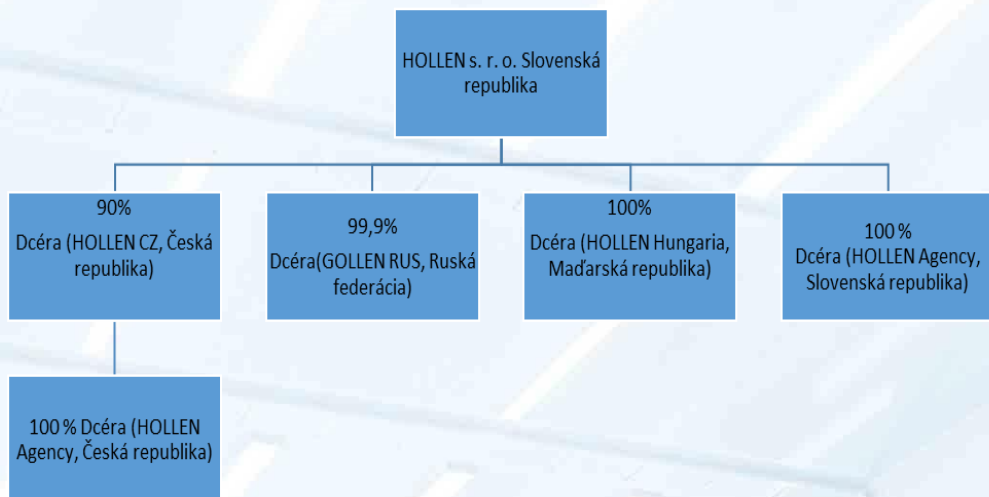 HOLLEN s. r. o. Slovenská
republika
90%
Dcéra (HOLLEN CZ, Česká
republika)
99,9%
Dcéra(GOLLEN RUS, Ruská
federácia)
100%
Dcéra (HOLLEN Hungaria,
Maďarská republika)
100 %
Dcéra (HOLLEN Agency,
Slovenská republika)
100 % Dcéra (HOLLEN
Agency, Česká republika)